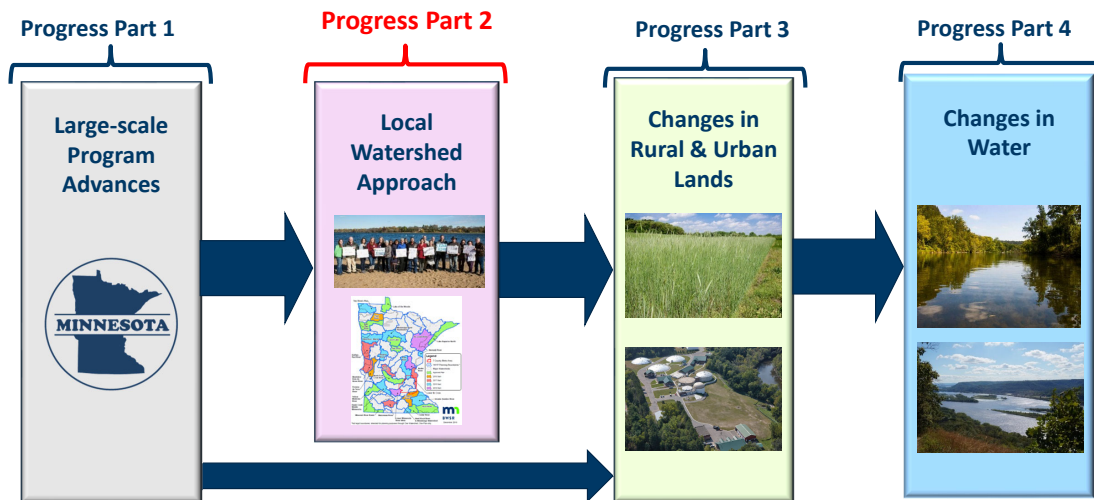 Progress Part 1
Progress Part 2
Progress Part 3
Progress Part 4
Large-scale
Program
Advances
MINNESOTA
Local
Watershed
Approach
Legend
Changes in
Rural & Urban
Lands
Changes in
Water